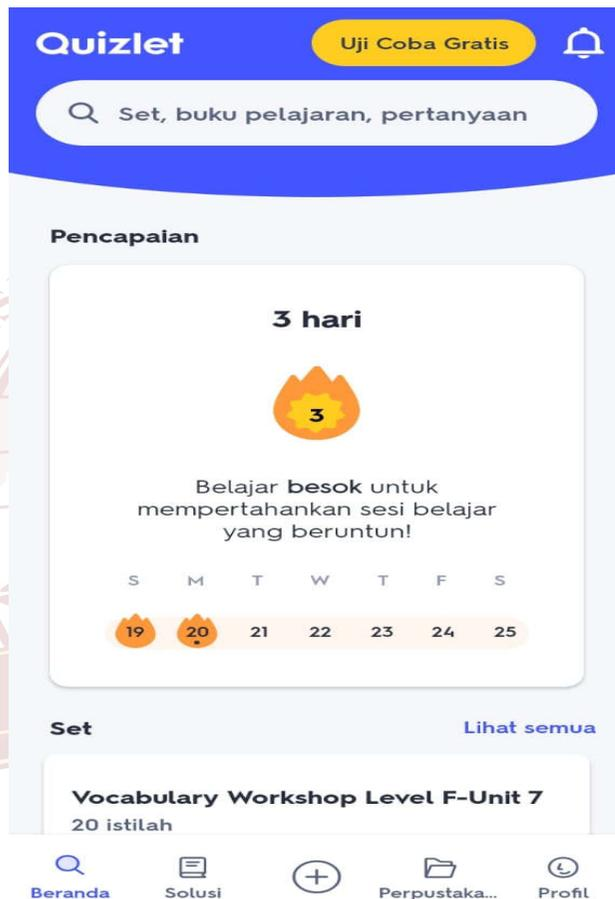 Quizlet
Uji Coba Gratis
Set, buku pelajaran, pertanyaan
Pencapaian
3 hari
3
Belajar besok untuk
mempertahankan sesi belajar
yang beruntun!
S M T W T F S
19 20 21 22 23 24 25
Set
Lihat semua
Vocabulary Workshop Level F-Unit 7
20 istilah
Beranda
Solusi
Perpustaka...
Profil